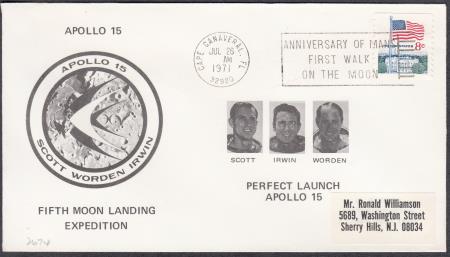 APOLLO 15
APOLLO 15
SCOTT WORDEN IRWIN
FIFTH MOON LANDING
EXPEDITION
CAPE CANAVERAL, FL
JUL 26
AM
1971
32920
ANNIVERSARY OF MAN'S
FIRST WALK
ON THE MOON
8c
SCOTT IRWIN WORDEN
PERFECT LAUNCH
APOLLO 15
Mr. Ronald Williamson
5689, Washington Street
Sherry Hills, N.J. 08034